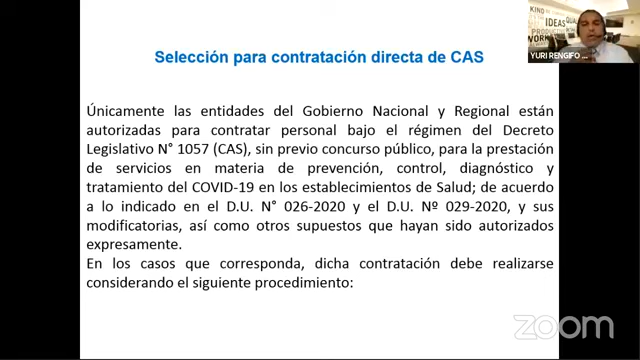 KIND
IDEAS
WORK
YURI RENGIFO ...
Selección para contratación directa de CAS
Únicamente las entidades del Gobierno Nacional y Regional están
autorizadas para contratar personal bajo el régimen del Decreto
Legislativo N° 1057 (CAS), sin previo concurso público, para la prestación
de servicios en materia de prevención, control, diagnóstico y
tratamiento del COVID-19 en los establecimientos de Salud; de acuerdo
a lo indicado en el D.U. N° 026-2020 y el D.U. Nº 029-2020, y sus
modificatorias, así como otros supuestos que hayan sido autorizados
expresamente.
En los casos que corresponda, dicha contratación debe realizarse
considerando el siguiente procedimiento:
zoom